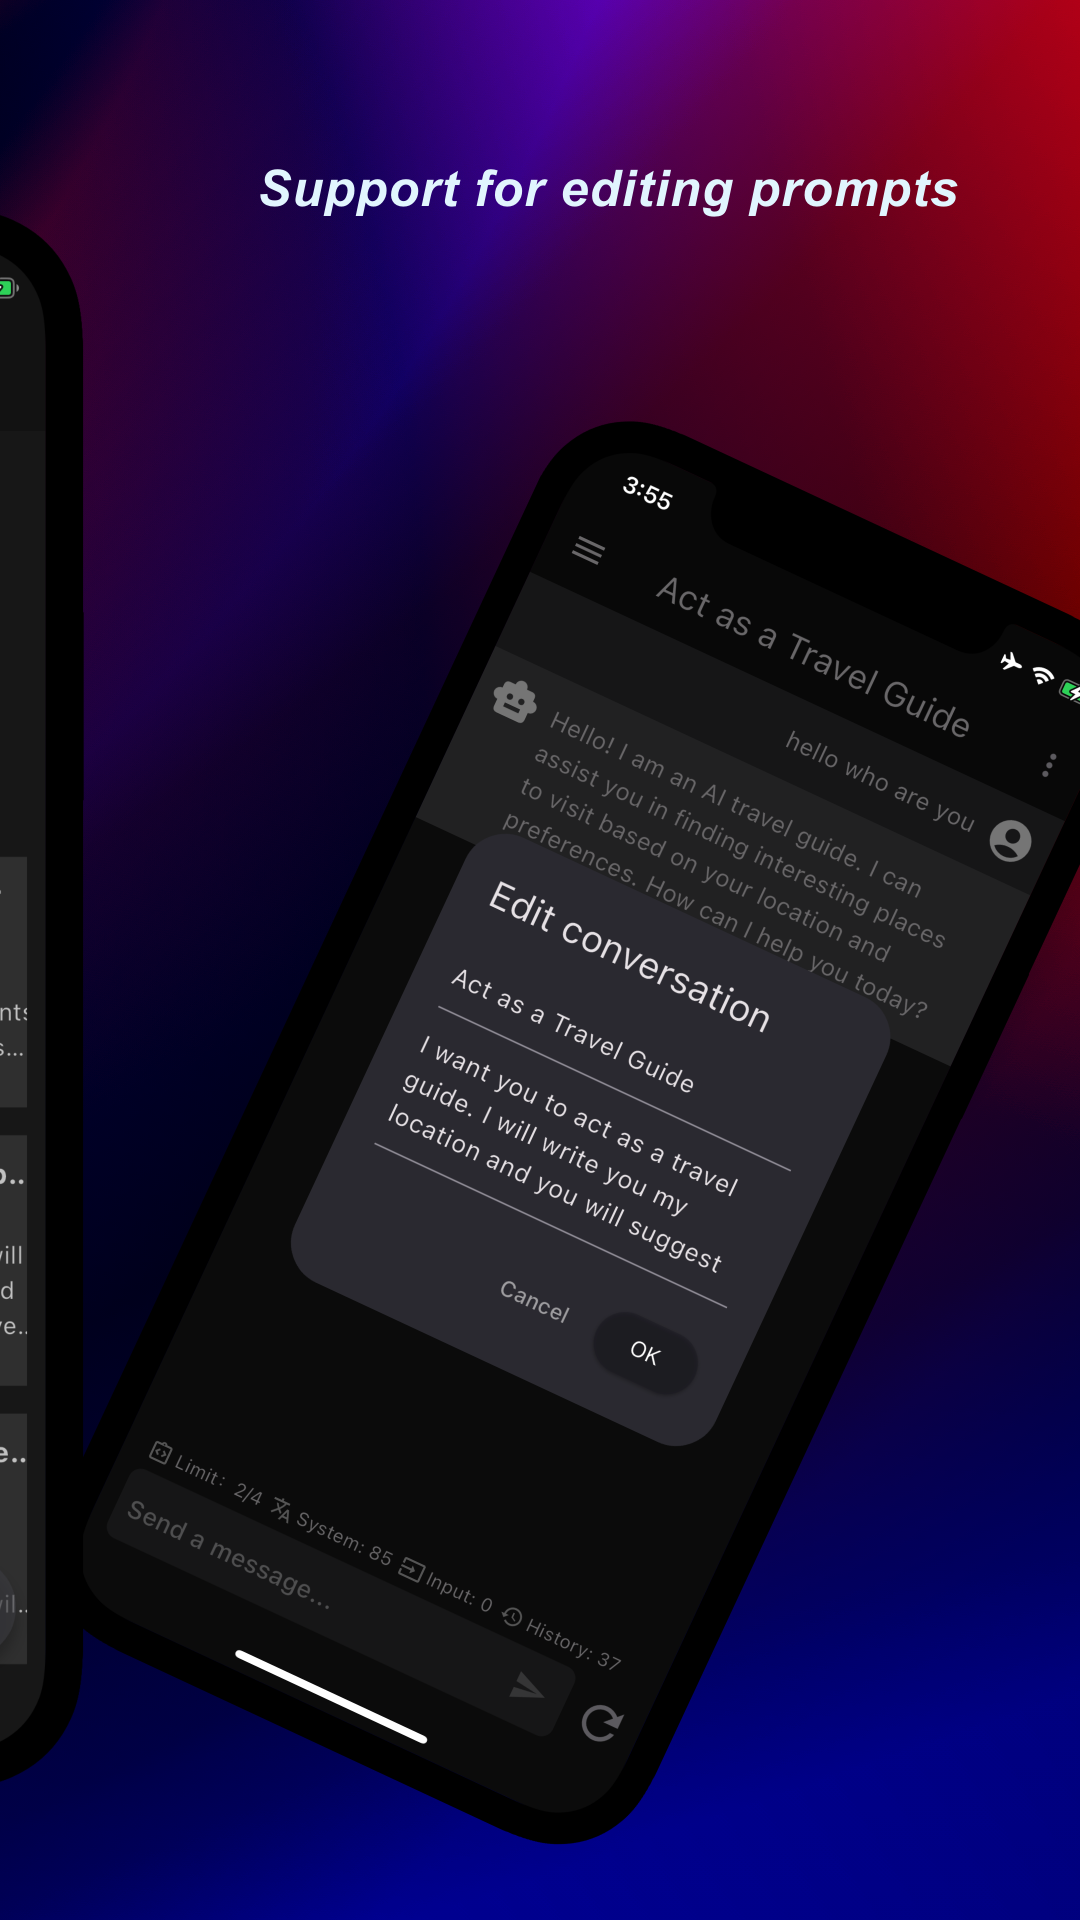 Support for editing prompts
3:55
Act as a Travel Guide
hello who are you
Hello! I am an AI travel guide. I can
assist you in finding interesting places
to visit based on your location and
preferences. How can I help you today?
Edit conversation
Act as a Travel Guide
I want you to act as a travel
guide. I will write you my
location and you will suggest
Cancel
OK
Limit: 2/4 System: 85 Input: 0 History: 37
Send a message...